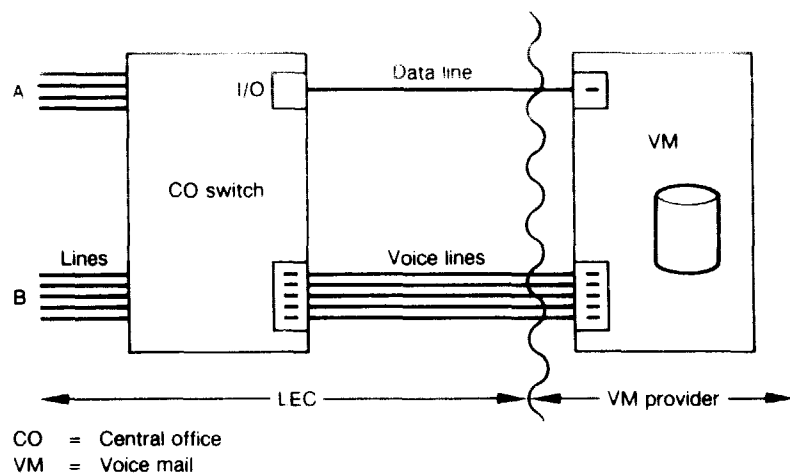 A
I/O
Data line
VM
CO switch
Lines
Voice lines
B
LEC
VM provider
CO = Central office
VM = Voice mail